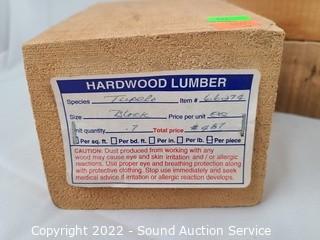 HARDWOOD LUMBER
Species Tupelo Item #
Size Block Price per unit
unit quantity .7 Total price
Per sq. ft. Per bd. ft. Per in. Per lb. Per piece
CAUTION: Dust produced from working with any
wood may cause eye and skin irritation and / or allergic
reactions. Use proper eye and breathing protection along
with protective clothing. Stop use immediately and seek
medical advice if irritation or allergic reaction develops.
Copyright 2022 - Sound Auction Service